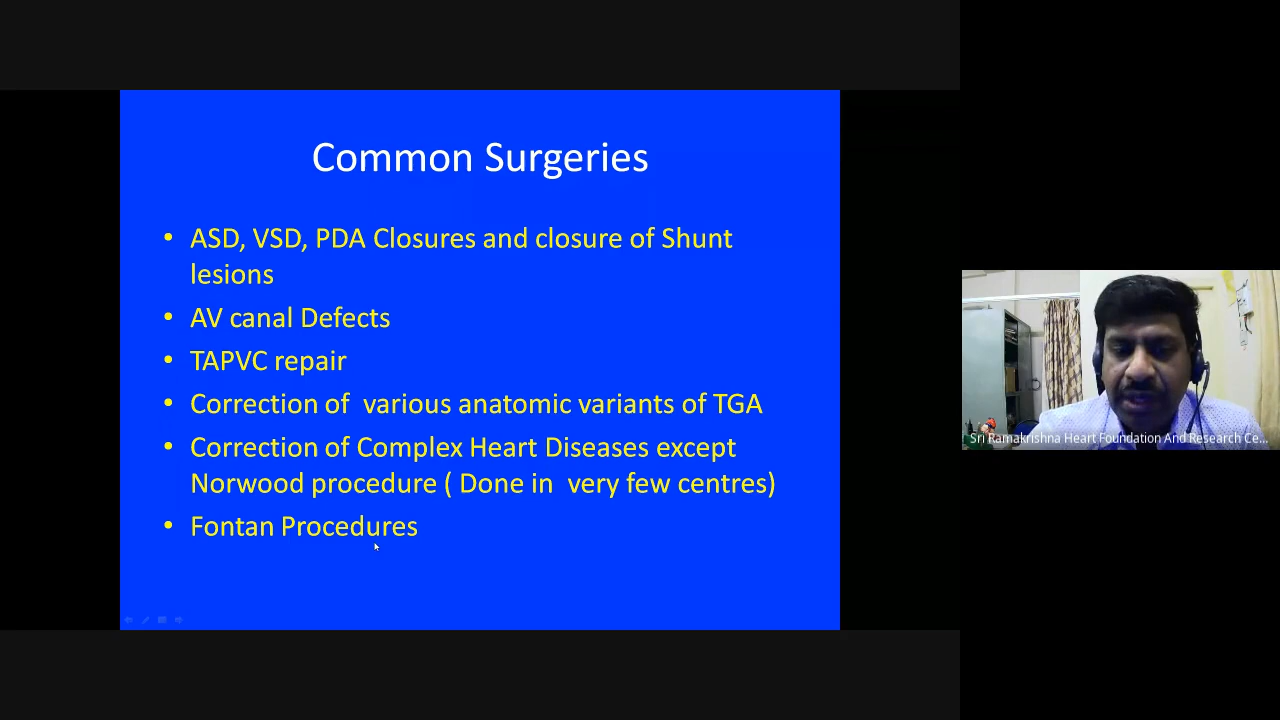 Common Surgeries
• ASD, VSD, PDA Closures and closure of Shunt
lesions
• AV canal Defects
• TAPVC repair
• Correction of various anatomic variants of TGA
• Correction of Complex Heart Diseases except
Norwood procedure ( Done in very few centres)
• Fontan Procedures
Sri Ramakrishna Heart Foundation And Research Ce...